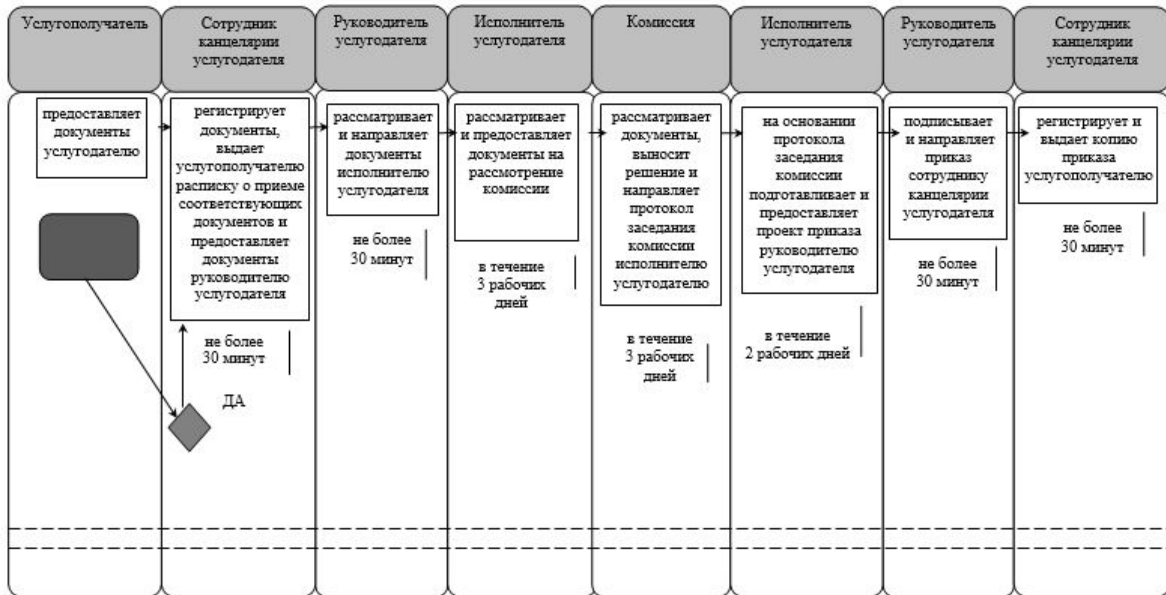 Услугополучатель
Сотрудник
канцелярии
услугодателя
Руководитель
услугодателя
Исполнитель
услугодателя
Комиссия
Исполнитель
услугодателя
Руководитель
услугодателя
Сотрудник
канцелярии
услугодателя
предоставляет
документы
услугодателю
регистрирует
документы,
выдает
услугополучателю
расписку о приеме
соответствующих
документов и
предоставляет
документы
руководителю
услугодателя
рассматривает
и направляет
документы
исполнителю
услугодателя
рассматривает
и предоставляет
документы на
рассмотрение
комиссии
рассматривает
документы,
выносит
решение и
направляет
протокол
заседания
комиссии
исполнителю
услугодателю
на основании
протокола
заседания
комиссии
подготавливает и
предоставляет
проект приказа
руководителю
услугодателя
подписывает
и направляет
приказ
сотруднику
канцелярии
услугодателя
регистрирует и
выдает копию
приказа
услугополучателю
не более
30 минут
не более
30 минут
в течение
3 рабочих
дней
в течение
3 рабочих
дней
в течение
2 рабочих дней
не более
30 минут
не более
30 минут
ДА